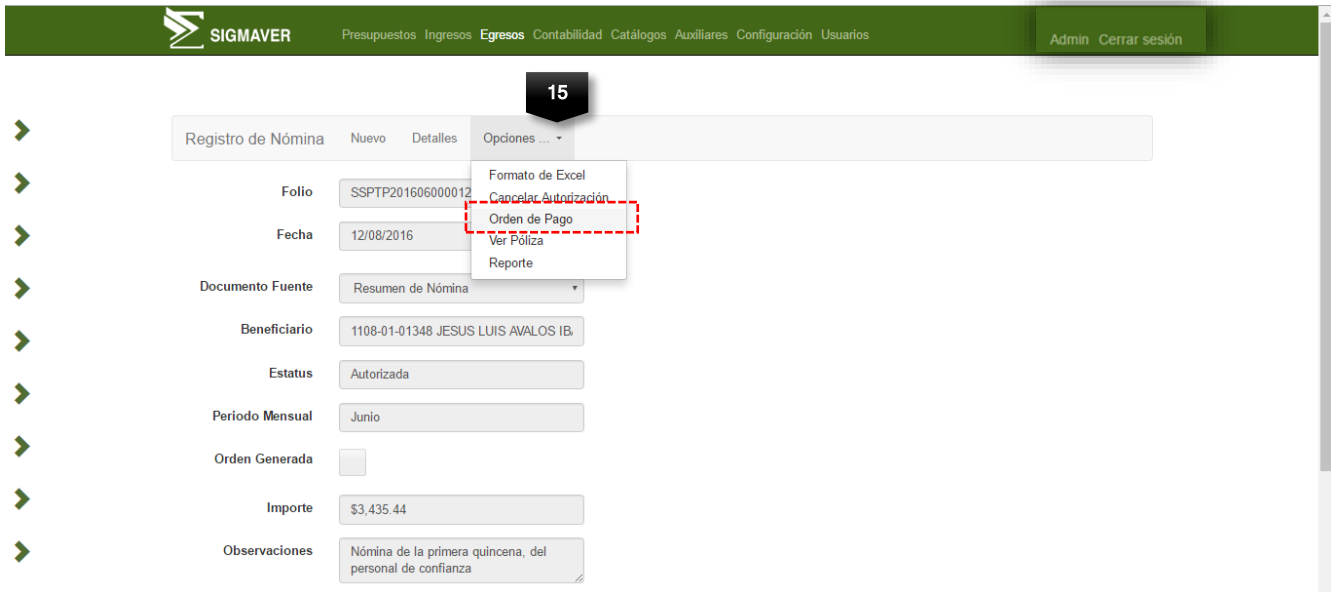 SIGMAVER
Presupuestos Ingresos Egresos Contabilidad Catálogos Auxiliares Configuración Usuarios
Admin Cerrar sesión
15
Registro de Nómina Nuevo Detalles Opciones ...
Formato de Excel
Cancelar Autorización
Orden de Pago
Ver Póliza
Reporte
Folio SSPTP201606000012
Fecha 12/08/2016
Documento Fuente Resumen de Nómina
Beneficiario 1108-01-01348 JESUS LUIS AVALOS IB
Estatus Autorizada
Periodo Mensual Junio
Orden Generada
Importe $3,435.44
Observaciones Nómina de la primera quincena, del
personal de confianza